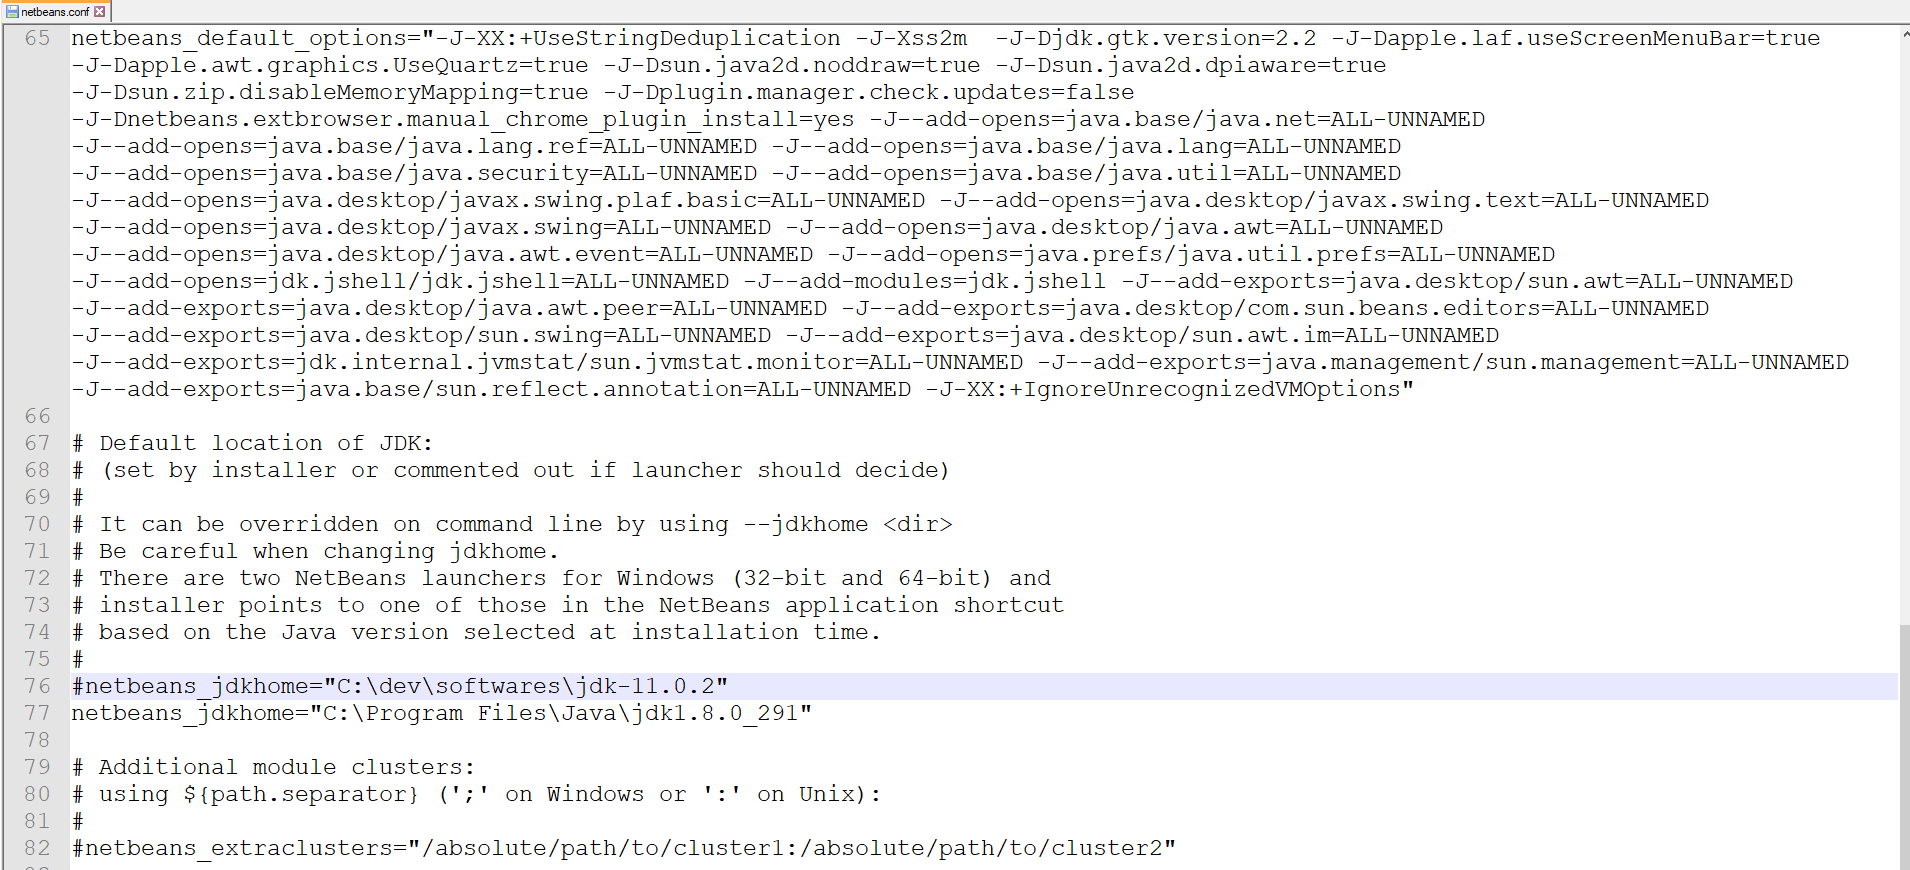 netbeans.conf
65 netbeans_default_options="-J-XX:+UseStringDeduplication -J-Xss2m  -J-Djdk.gtk.version=2.2 -J-Dapple.laf.useScreenMenuBar=true
-J-Dapple.awt.graphics.UseQuartz=true -J-Dsun.java2d.noddraw=true -J-Dsun.java2d.dpiaware=true
-J-Dsun.zip.disableMemoryMapping=true -J-Dplugin.manager.check.updates=false
-J-Dnetbeans.extbrowser.manual_chrome_plugin_install=yes -J--add-opens=java.base/java.net=ALL-UNNAMED
-J--add-opens=java.base/java.lang.ref=ALL-UNNAMED -J--add-opens=java.base/java.lang=ALL-UNNAMED
-J--add-opens=java.base/java.security=ALL-UNNAMED -J--add-opens=java.base/java.util=ALL-UNNAMED
-J--add-opens=java.desktop/javax.swing.plaf.basic=ALL-UNNAMED -J--add-opens=java.desktop/javax.swing.text=ALL-UNNAMED
-J--add-opens=java.desktop/javax.swing=ALL-UNNAMED -J--add-opens=java.desktop/java.awt=ALL-UNNAMED
-J--add-opens=java.desktop/java.awt.event=ALL-UNNAMED -J--add-opens=java.prefs/java.util.prefs=ALL-UNNAMED
-J--add-opens=jdk.jshell/jdk.jshell=ALL-UNNAMED -J--add-modules=jdk.jshell -J--add-exports=java.desktop/sun.awt=ALL-UNNAMED
-J--add-exports=java.desktop/java.awt.peer=ALL-UNNAMED -J--add-exports=java.desktop/com.sun.beans.editors=ALL-UNNAMED
-J--add-exports=java.desktop/sun.swing=ALL-UNNAMED -J--add-exports=java.desktop/sun.awt.im=ALL-UNNAMED
-J--add-exports=jdk.internal.jvmstat/sun.jvmstat.monitor=ALL-UNNAMED -J--add-exports=java.management/sun.management=ALL-UNNAMED
-J--add-exports=java.base/sun.reflect.annotation=ALL-UNNAMED -J-XX:+IgnoreUnrecognizedVMOptions"
66
67 # Default location of JDK:
68 # (set by installer or commented out if launcher should decide)
69 #
70 # It can be overridden on command line by using --jdkhome <dir>
71 # Be careful when changing jdkhome.
72 # There are two NetBeans launchers for Windows (32-bit and 64-bit) and
73 # installer points to one of those in the NetBeans application shortcut
74 # based on the Java version selected at installation time.
75 #
76 #netbeans_jdkhome="C:\dev\softwares\jdk-11.0.2"
77 netbeans_jdkhome="C:\Program Files\Java\jdk1.8.0_291"
78
79 # Additional module clusters:
80 # using ${path.separator} (';' on Windows or ':' on Unix):
81 #
82 #netbeans_extraclusters="/absolute/path/to/cluster1:/absolute/path/to/cluster2"